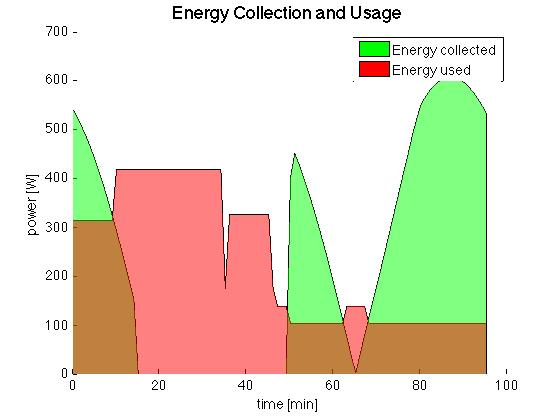 Energy Collection and Usage
700
600
500
400
300
200
100
0
power [W]
Energy collected
Energy used
0 20 40 60 80 100
time [min]